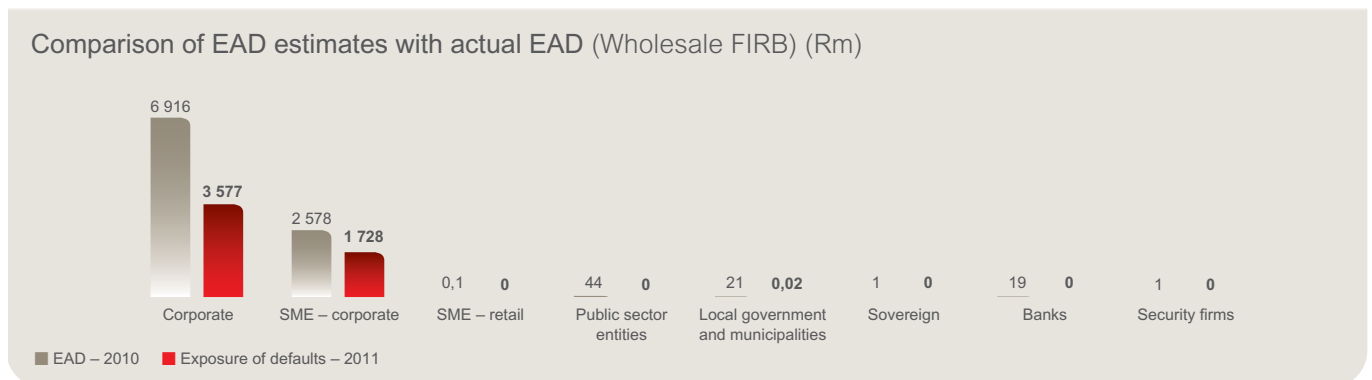 Comparison of EAD estimates with actual EAD (Wholesale FIRB) (Rm)
6 916
3 577
2 578
1 728
0,1
0
44
0
21
0,02
1
0
19
0
1
0
Corporate
SME – corporate
SME – retail
Public sector
entities
Local government
and municipalities
Sovereign
Banks
Security firms
EAD – 2010
Exposure of defaults – 2011